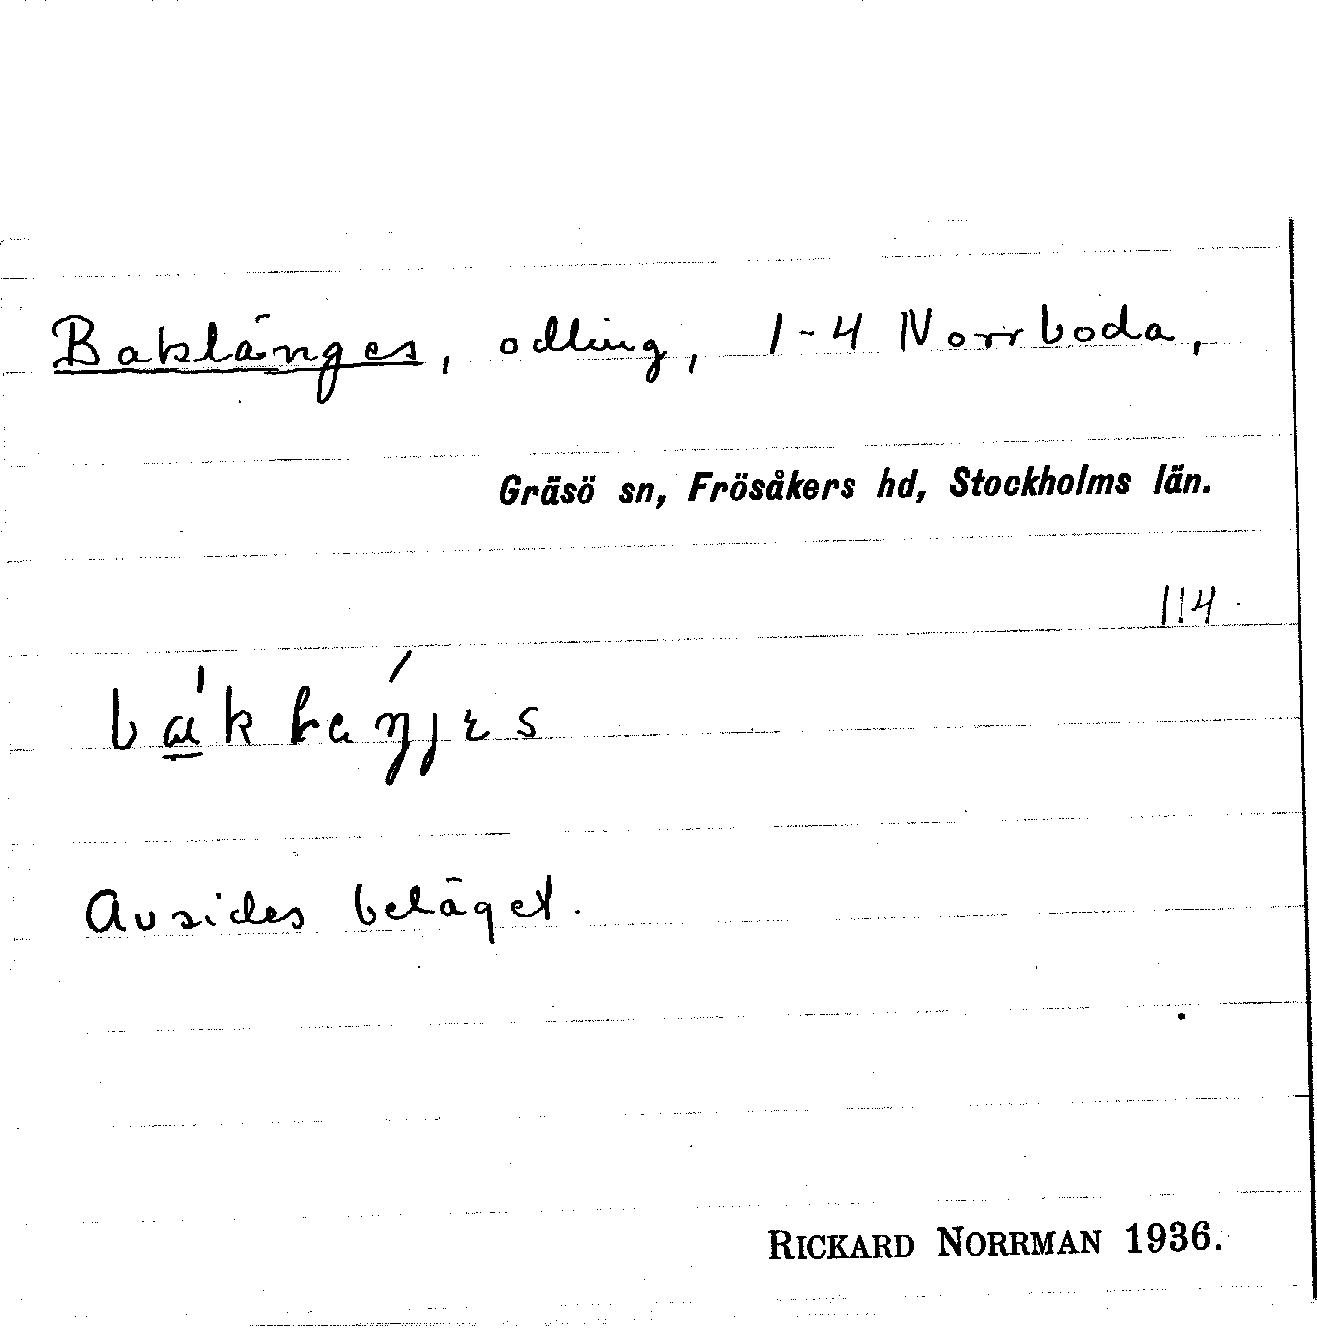 Baklänges, odling, 1-4 Norrboda,
Gräsö sn, Frösåkers hd, Stockholms län.
114
Avsides beläget.
RICKARD NORRMAN 1936.